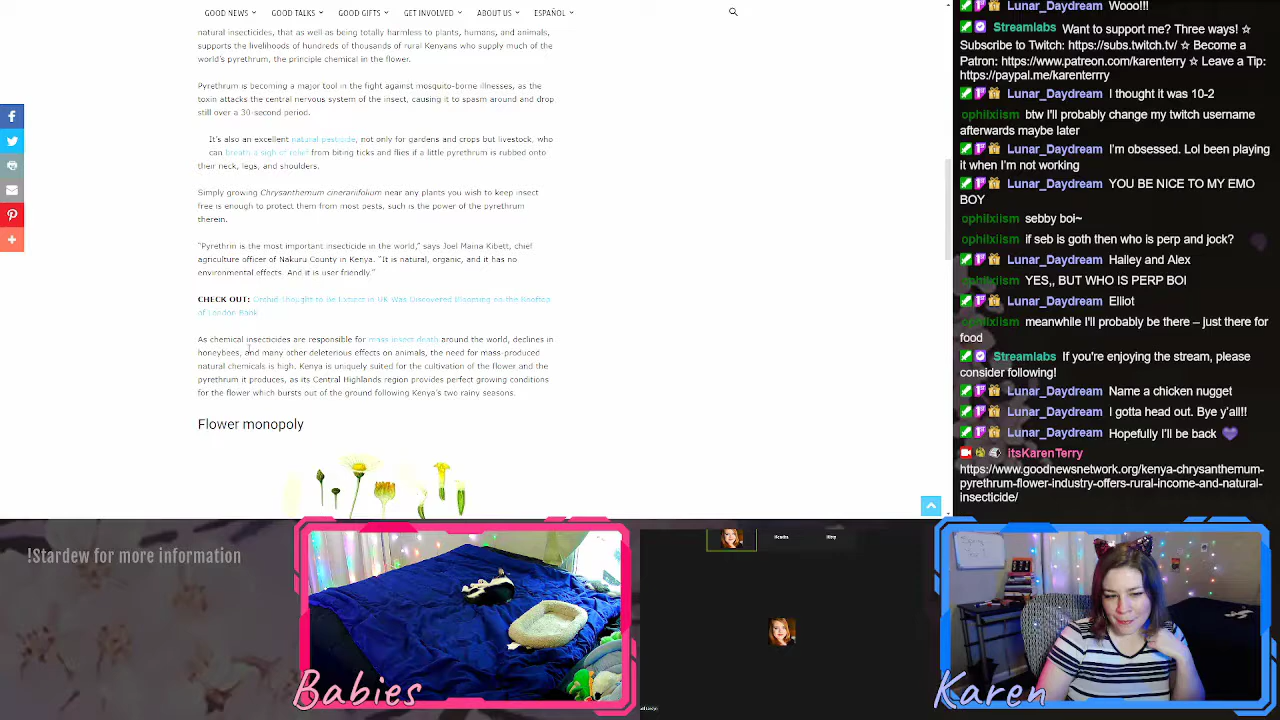 GOOD NEWS
GOOD TALKS
GOOD GIFTS
GET INVOLVED
ABOUT US
ESPAÑOL
natural insecticides, that as well as being totally harmless to plants, humans, and animals,
supports the livelihoods of hundreds of thousands of rural Kenyans who supply much of the
world's pyrethrum, the principle chemical in the flower.
Pyrethrum is becoming a major tool in the fight against mosquito-borne illnesses, as the
toxin attacks the central nervous system of the insect, causing it to spasm around and drop
still over a 30-second period.
It's also an excellent natural pesticide, not only for gardens and crops but livestock, who
can breath a sigh of relief from biting ticks and flies if a little pyrethrum is rubbed onto
their neck, legs, and shoulders.
Simply growing Chrysanthemum cinerariifolium near any plants you wish to keep insect
free is enough to protect them from most pests, such is the power of the pyrethrum
therein.
"Pyrethrin is the most important insecticide in the world," says Joel Maina Kibett, chief
agriculture officer of Nakuru County in Kenya. "It is natural, organic, and it has no
environmental effects. And it is user friendly."
CHECK OUT: Orchid Thought to be Extinct in UK Was Discovered Blooming on the Rooftop
of London Bank
As chemical insecticides are responsible for mass insect death around the world, declines in
honeybees, and many other deleterious effects on animals, the need for mass-produced
natural chemicals is high. Kenya is uniquely suited for the cultivation of the flower and the
pyrethrum it produces, as its Central Highlands region provides perfect growing conditions
for the flower which bursts out of the ground following Kenya's two rainy seasons.
Flower monopoly
Lunar_Daydream Wooo!!!
Streamlabs Want to support me? Three ways! ☆
Subscribe to Twitch: https://subs.twitch.tv/ ☆ Become a
Patron: https://www.patreon.com/karenterry ☆ Leave a Tip:
https://paypal.me/karenterrry
Lunar_Daydream I thought it was 10-2
ophilxiism btw I'll probably change my twitch username
afterwards maybe later
Lunar_Daydream I'm obsessed. Lol been playing
it when I'm not working
Lunar_Daydream YOU BE NICE TO MY EMO
BOY
ophilxiism sebby boi~
ophilxiism if seb is goth then who is perp and jock?
Lunar_Daydream Halley and Alex
ophilxiism YES,, BUT WHO IS PERP BOI
Lunar_Daydream Elliot
ophilxiism meanwhile I'll probably be there – just there for
food
Streamlabs If you're enjoying the stream, please
consider following!
Lunar_Daydream Name a chicken nugget
Lunar_Daydream I gotta head out. Bye y'all!!
Lunar_Daydream Hopefully I'll be back
itsKarenTerry
https://www.goodnewsnetwork.org/kenya-chrysanthemum-
pyrethrum-flower-industry-offers-rural-income-and-natural-
insecticide/
!Stardew for more information
Babies
Karen